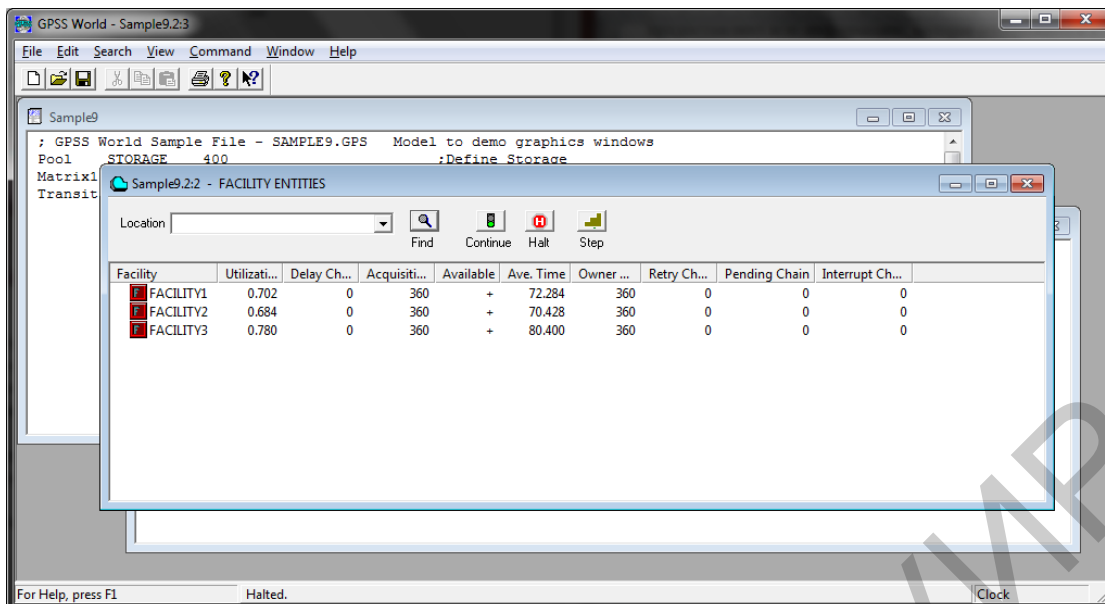 GPSS World - Sample9.2:3
File Edit Search View Command Window Help
Sample9
; GPSS World Sample File - SAMPLE9.GPS Model to demo graphics windows
Pool STORAGE 400 ;Define Storage
Matrix1
Transit
Sample9.2:2 - FACILITY ENTITIES
Location
Find Continue Halt Step
Facility Utilizati... Delay Ch... Acquisiti... Available Ave. Time Owner ... Retry Ch... Pending Chain Interrupt Ch...
FACILITY1 0.702 0 360 + 72.284 360 0 0 0
FACILITY2 0.684 0 360 + 70.428 360 0 0 0
FACILITY3 0.780 0 360 + 80.400 360 0 0 0
For Help, press F1 Halted. Clock